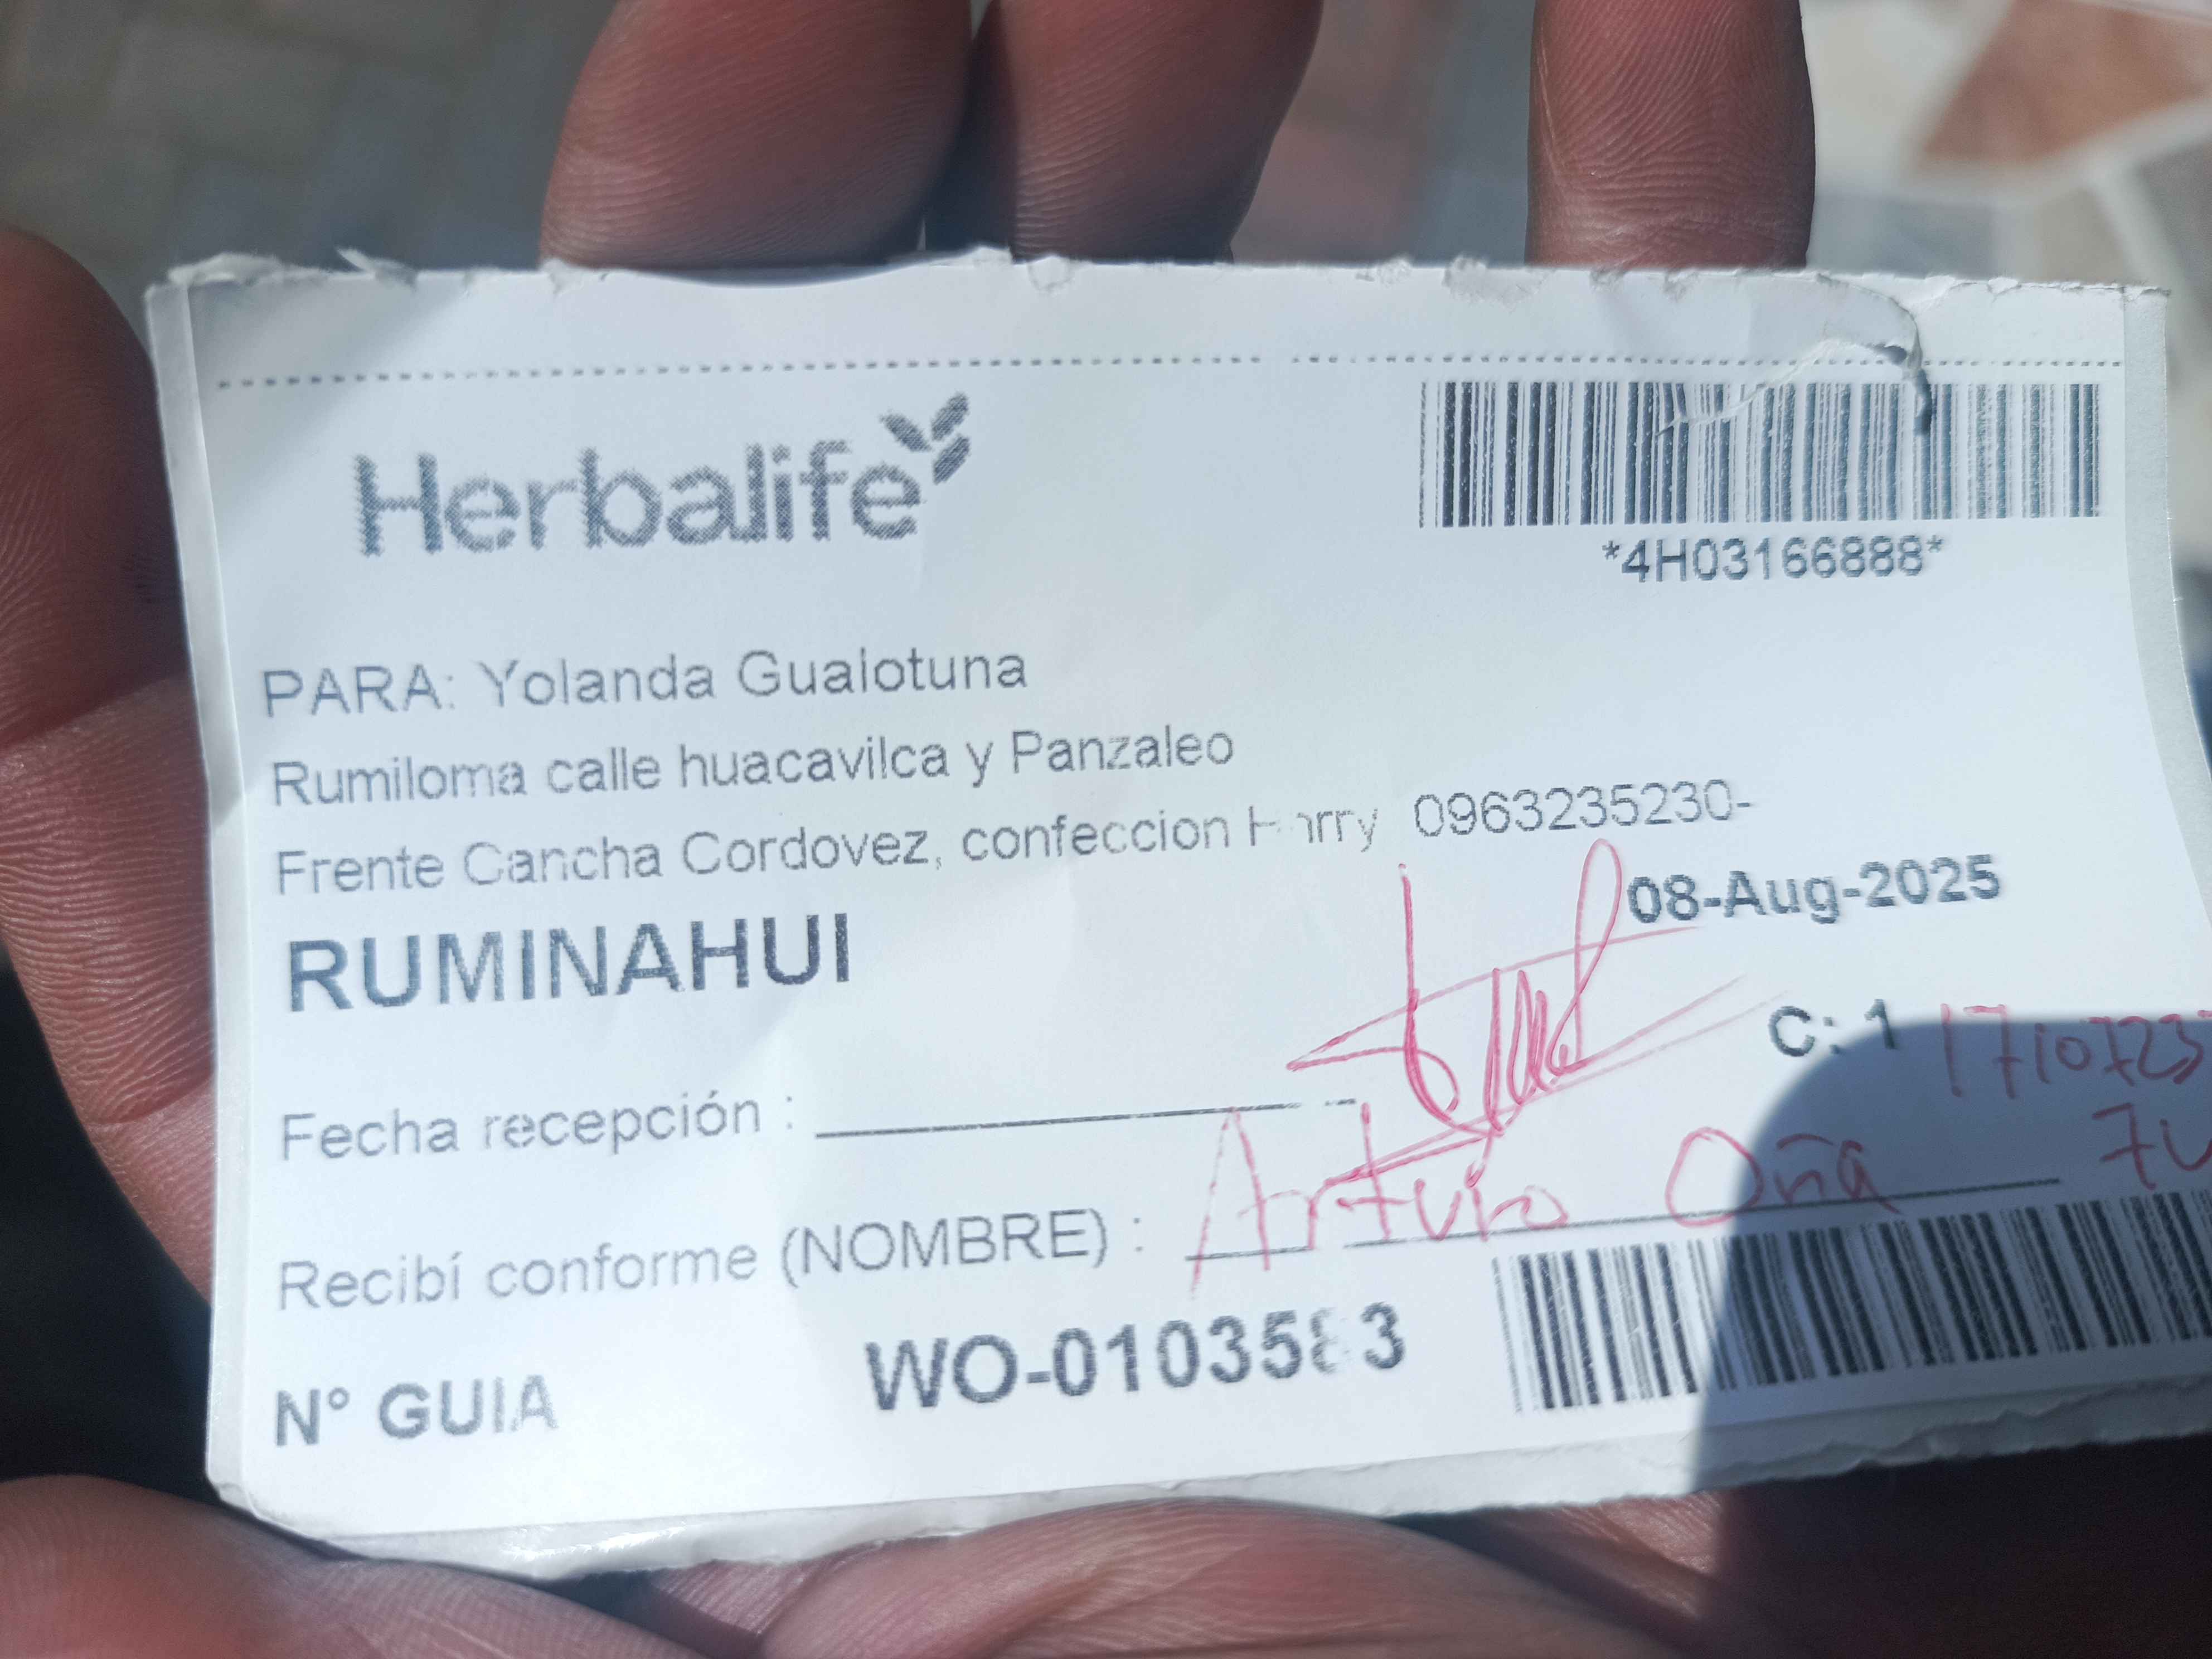 Herbalife
*4H03166888*
PARA: Yolanda Gualotuna
Rumiloma calle huacavilca y Panzaleo
Frente Cancha Cordovez, confeccion 0963235230-
08-Aug-2025
RUMINAHUI
C: 1
Fecha recepción :
Recibí conforme (NOMBRE) : Arturo Oña
N° GUIA